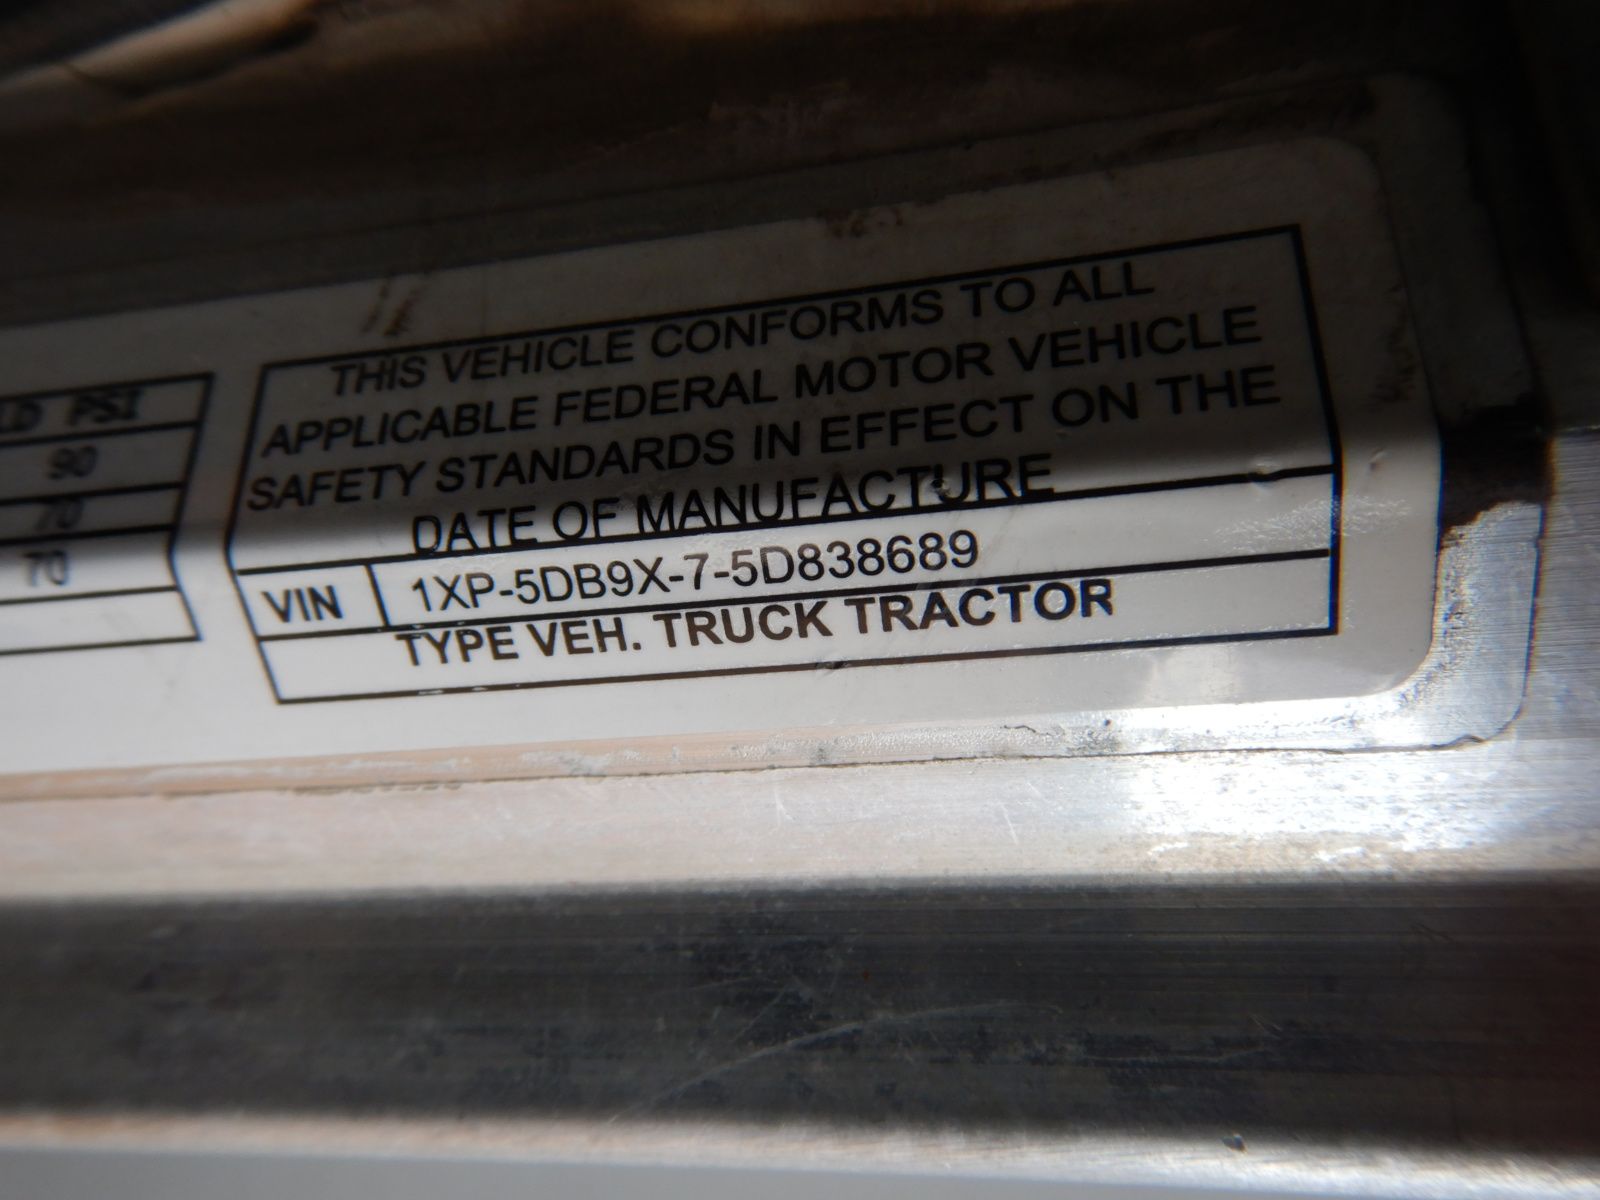 LD PSI
90
70
70
THIS VEHICLE CONFORMS TO ALL
APPLICABLE FEDERAL MOTOR VEHICLE
SAFETY STANDARDS IN EFFECT ON THE
DATE OF MANUFACTURE
VIN 1XP-5DB9X-7-5D838689
TYPE VEH. TRUCK TRACTOR